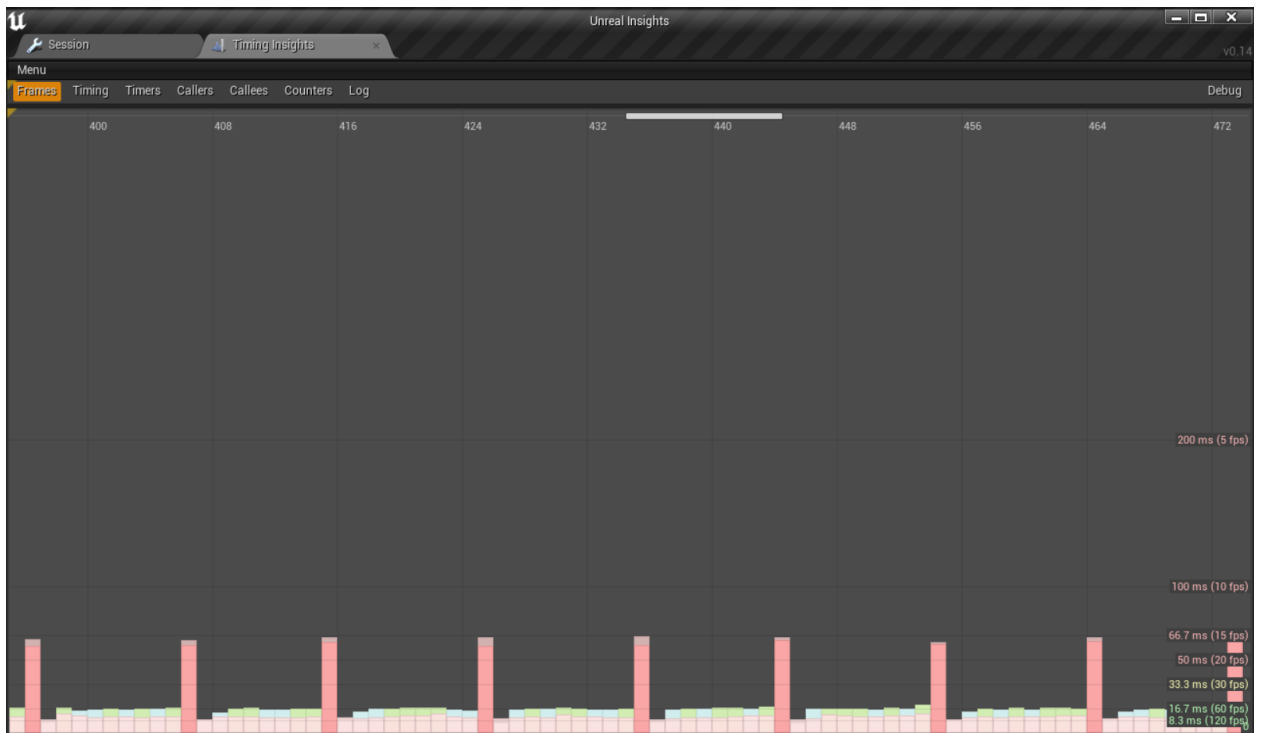 Unreal Insights
Session
Timing Insights
v0.14
Menu
Frames Timing Timers Callers Callees Counters Log Debug
400 408 416 424 432 440 448 456 464 472
200 ms (5 fps)
100 ms (10 fps)
66.7 ms (15 fps)
50 ms (20 fps)
33.3 ms (30 fps)
16.7 ms (60 fps)
8.3 ms (120 fps)
0